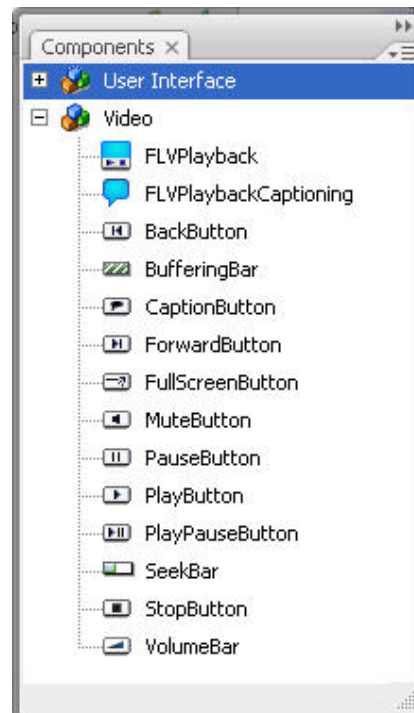 Components
User Interface
Video
FLVPlayback
FLVPlaybackCaptioning
BackButton
BufferingBar
CaptionButton
ForwardButton
FullScreenButton
MuteButton
PauseButton
PlayButton
PlayPauseButton
SeekBar
StopButton
VolumeBar